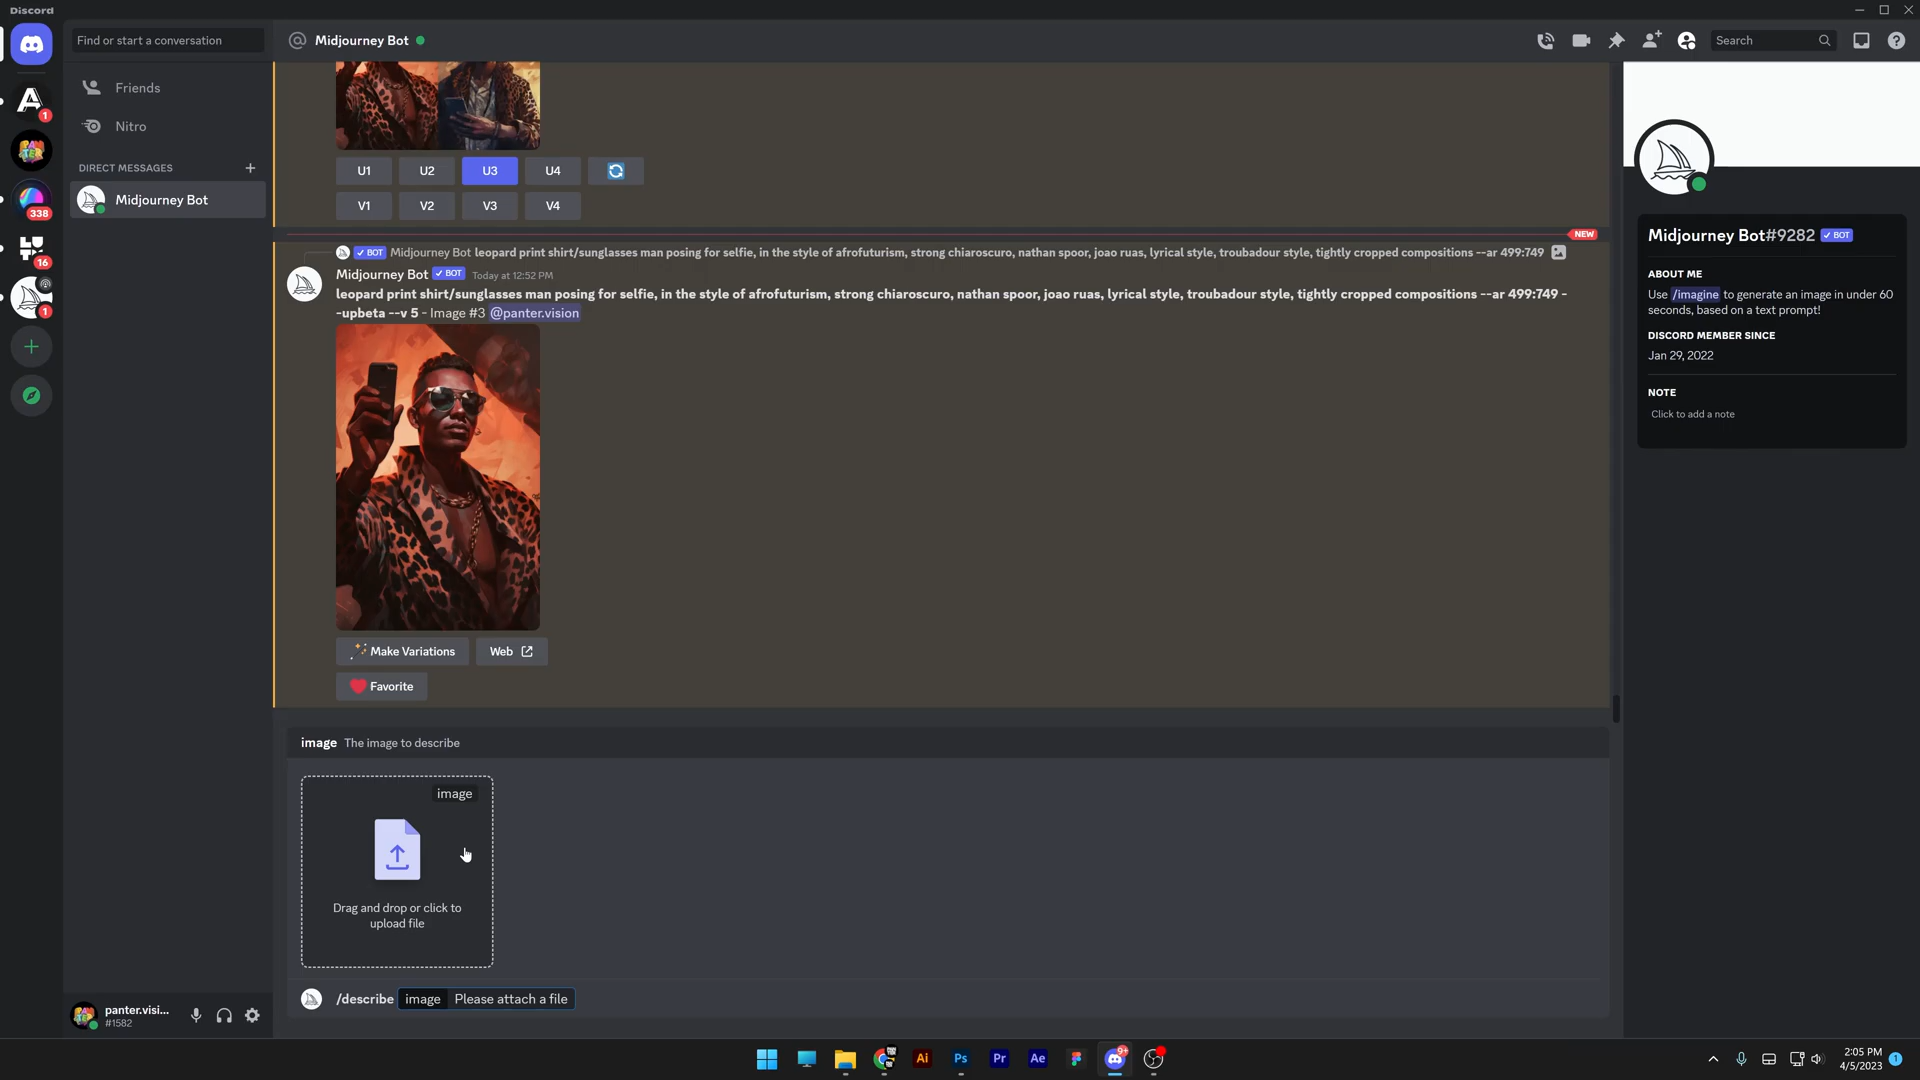 Discord
Find or start a conversation
Midjourney Bot
Search
Friends
Nitro
DIRECT MESSAGES
Midjourney Bot
1
338
16
1
U1 U2 U3 U4
V1 V2 V3 V4
NEW
✓ BOT Midjourney Bot leopard print shirt/sunglasses man posing for selfie, in the style of afrofuturism, strong chiaroscuro, nathan spoor, joao ruas, lyrical style, troubadour style, tightly cropped compositions --ar 499:749
Midjourney Bot ✓ BOT Today at 12:52 PM
leopard print shirt/sunglasses man posing for selfie, in the style of afrofuturism, strong chiaroscuro, nathan spoor, joao ruas, lyrical style, troubadour style, tightly cropped compositions --ar 499:749 -
-upbeta --v 5 - Image #3 @panter.vision
Make Variations Web
Favorite
image The image to describe
image
Drag and drop or click to
upload file
/describe image Please attach a file
Midjourney Bot#9282 ✓ BOT
ABOUT ME
Use /imagine to generate an image in under 60
seconds, based on a text prompt!
DISCORD MEMBER SINCE
Jan 29, 2022
NOTE
Click to add a note
panter.visi...
#1582
Ai Ps Pr Ae 9+
2:05 PM
4/5/2023
1